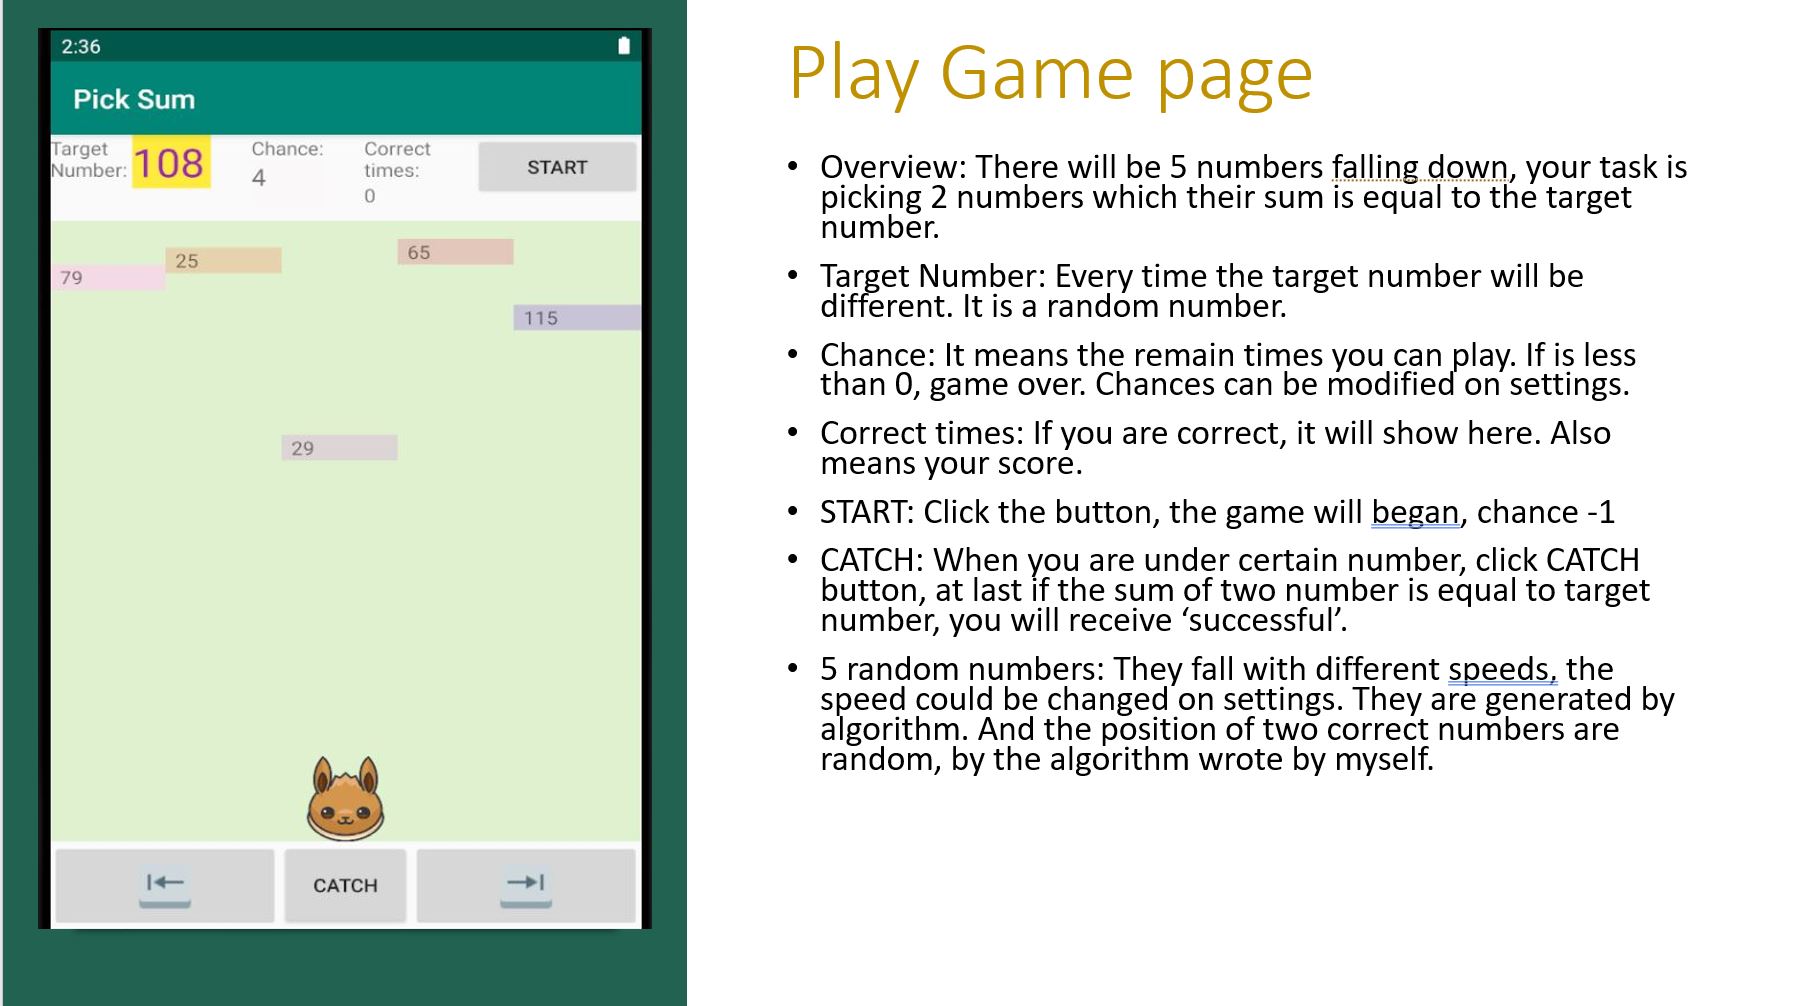 2:36
Pick Sum
Target
Number:
108
Chance:
4
Correct
times:
0
START
79
25
65
115
29
CATCH
Play Game page
• Overview: There will be 5 numbers falling down, your task is
picking 2 numbers which their sum is equal to the target
number.
• Target Number: Every time the target number will be
different. It is a random number.
• Chance: It means the remain times you can play. If is less
than 0, game over. Chances can be modified on settings.
• Correct times: If you are correct, it will show here. Also
means your score.
• START: Click the button, the game will began, chance -1
• CATCH: When you are under certain number, click CATCH
button, at last if the sum of two number is equal to target
number, you will receive ‘successful’.
• 5 random numbers: They fall with different speeds, the
speed could be changed on settings. They are generated by
algorithm. And the position of two correct numbers are
random, by the algorithm wrote by myself.